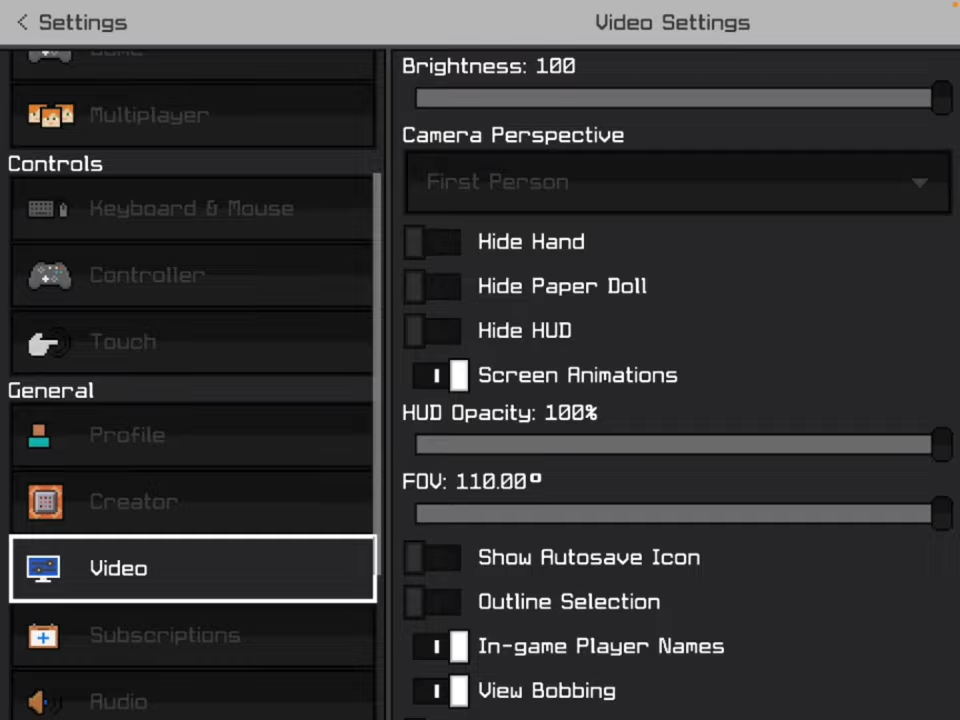 Settings
Video Settings
Game
Multiplayer
Controls
Keyboard & Mouse
Controller
Touch
General
Profile
Creator
Video
Subscriptions
Audio
Brightness: 100
Camera Perspective
First Person
Hide Hand
Hide Paper Doll
Hide HUD
Screen Animations
HUD Opacity: 100%
FOV: 110.00°
Show Autosave Icon
Outline Selection
In-game Player Names
View Bobbing